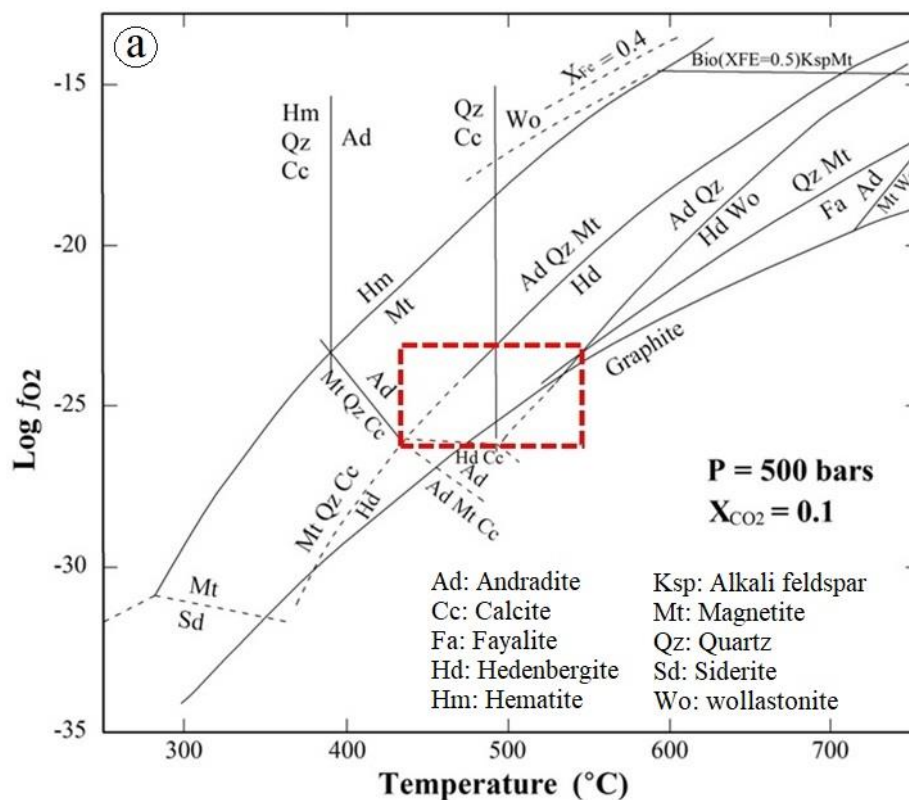 a
X_Fe = 0.4
Bio(XFE=0.5)KspMt
-15
Hm
Qz
Cc
Ad
Qz
Cc
Wo
Ad Qz
Hd Wo
Qz Mt
Fa
Ad
Mt Wo
-20
Hm
Mt
Ad Qz Mt
Hd
Graphite
Ad
Mt Qz Cc
-25
Log fO2
Hd Cc
Ad
Ad Mt Cc
Mt Qz Cc
Hd
P = 500 bars
XCO2 = 0.1
-30
Mt
Sd
Ad: Andradite
Cc: Calcite
Fa: Fayalite
Hd: Hedenbergite
Hm: Hematite
Ksp: Alkali feldspar
Mt: Magnetite
Qz: Quartz
Sd: Siderite
Wo: wollastonite
-35
300 400 500 600 700
Temperature (°C)